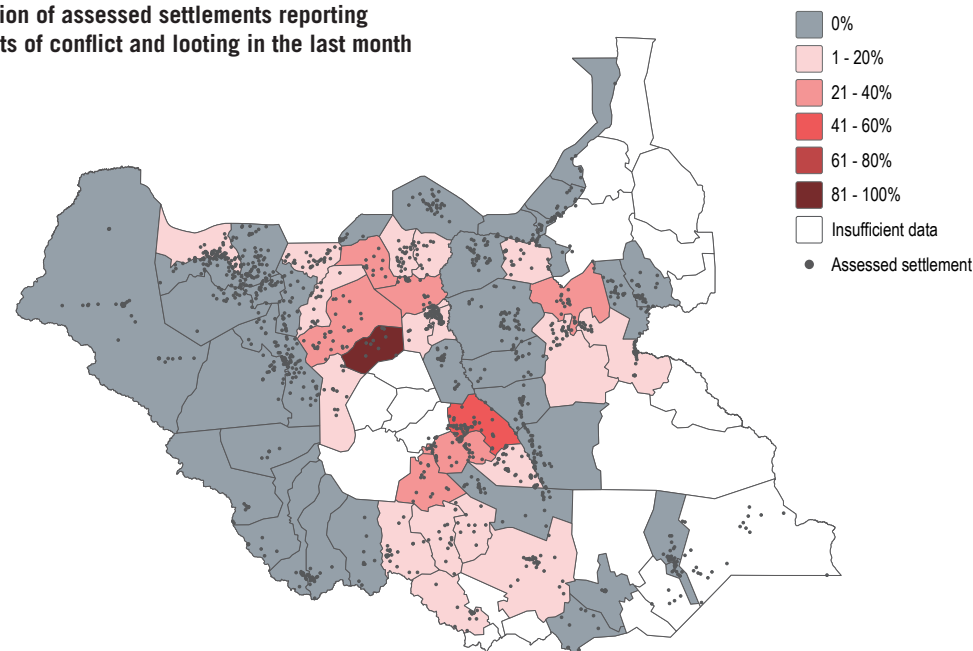 ion of assessed settlements reporting
ts of conflict and looting in the last month
0%
1 - 20%
21 - 40%
41 - 60%
61 - 80%
81 - 100%
Insufficient data
Assessed settlement